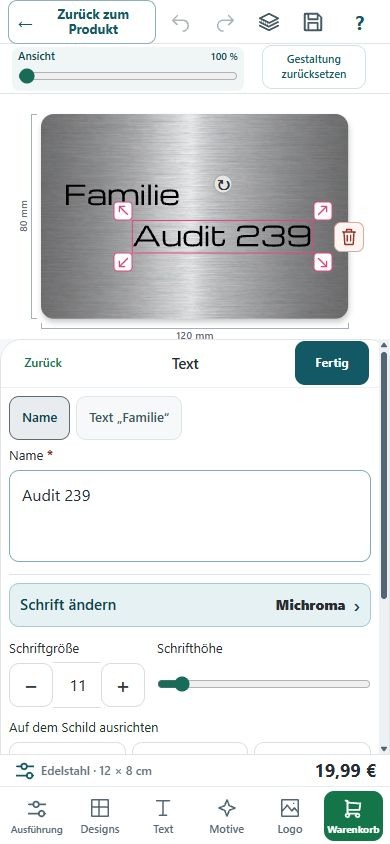 Zurück zum
Produkt
?
Ansicht
100 %
Gestaltung
zurücksetzen
80 mm
Familie
Audit 239
120 mm
Zurück
Text
Fertig
Name
Text „Familie“
Name *
Audit 239
Schrift ändern
Michroma
Schriftgröße
Schrifthöhe
− 11 +
Auf dem Schild ausrichten
Edelstahl · 12 × 8 cm
19,99 €
Ausführung
Designs
Text
Motive
Logo
Warenkorb